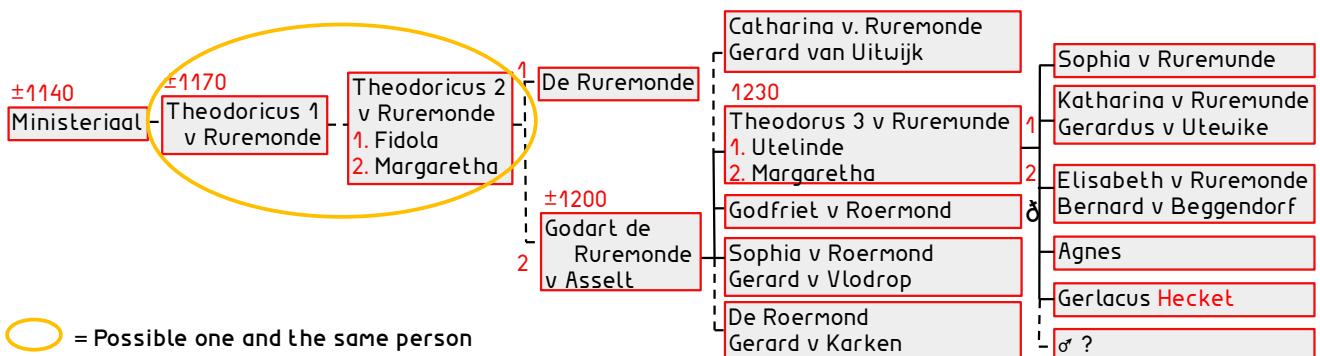 ±1140
Ministeriaal
±1170
Theodoricus 1
v Ruremonde
Theodoricus 2
v Ruremonde
1. Fidola
2. Margaretha
1
De Ruremonde
2
±1200
Godart de
Ruremonde
v Asselt
Catharina v. Ruremonde
Gerard van Uitwijk
1230
Theodorus 3 v Ruremunde
1. Utelinde
2. Margaretha
Godfriet v Roermond
Sophia v Roermond
Gerard v Vlodrop
De Roermond
Gerard v Karken
1
2
Sophia v Ruremunde
Katharina v Ruremunde
Gerardus v Utewike
Elisabeth v Ruremonde
Bernard v Beggendorf
Agnes
Gerlacus Hecket
♂ ?
= Possible one and the same person